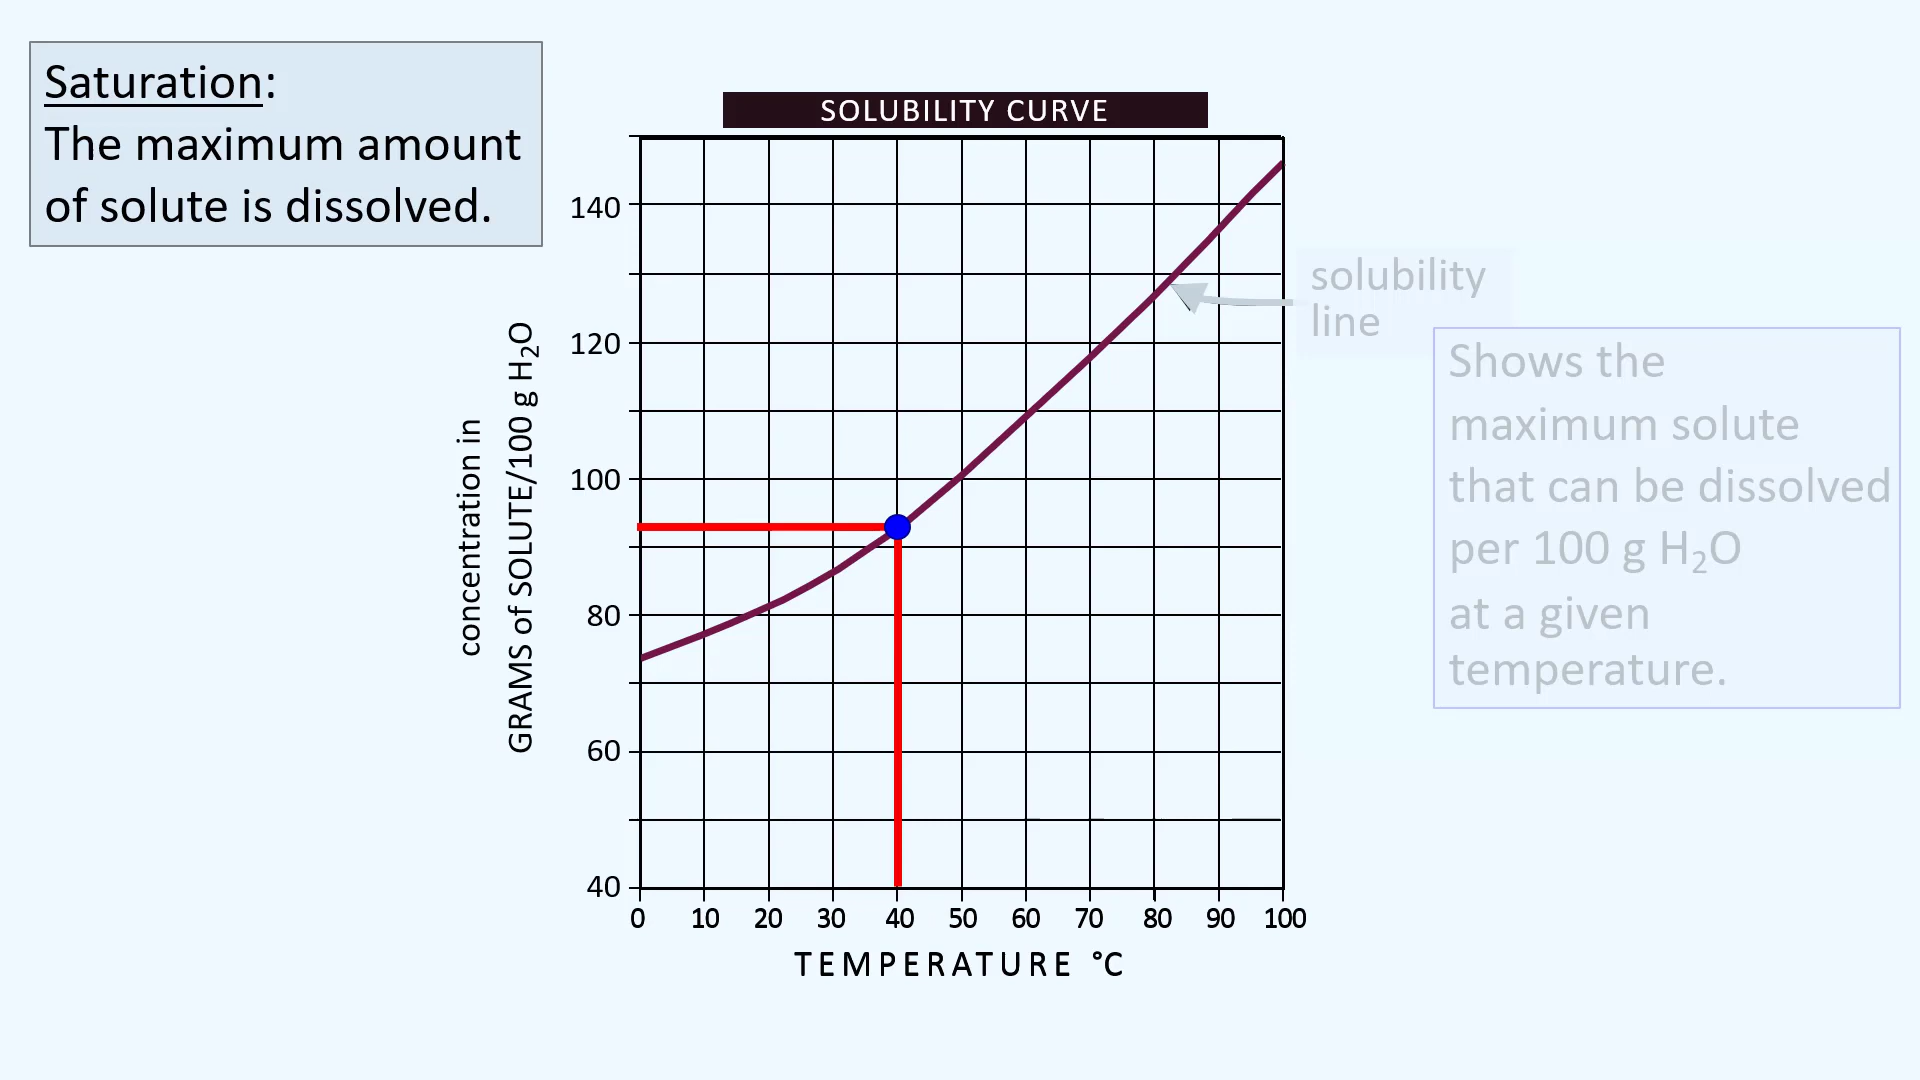 Saturation:
The maximum amount
of solute is dissolved.
SOLUBILITY CURVE
concentration in
GRAMS of SOLUTE/100 g H₂O
140
120
100
80
60
40
0 10 20 30 40 50 60 70 80 90 100
TEMPERATURE °C
solubility
line
Shows the
maximum solute
that can be dissolved
per 100 g H₂O
at a given
temperature.